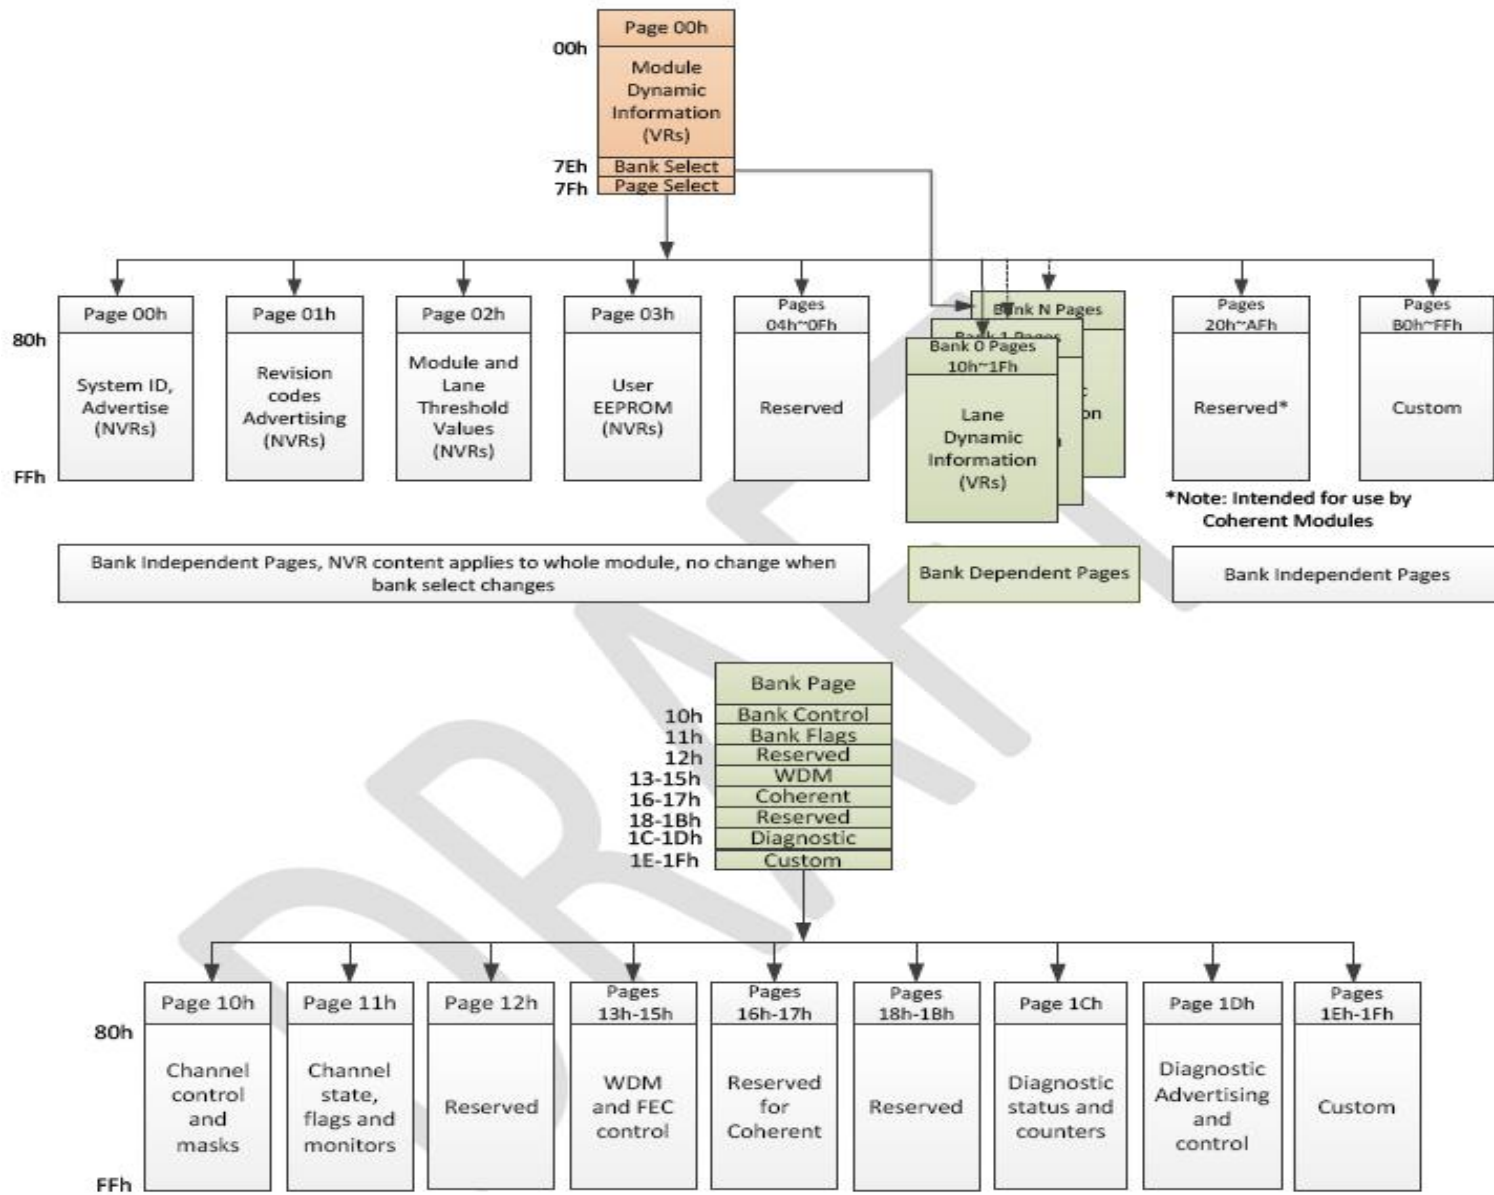 Page 00h
00h
Module
Dynamic
Information
(VRs)
7Eh
Bank Select
7Fh
Page Select
Page 00h
80h
System ID,
Advertise
(NVRs)
FFh
Page 01h
Revision
codes
Advertising
(NVRs)
Page 02h
Module and
Lane
Threshold
Values
(NVRs)
Page 03h
User
EEPROM
(NVRs)
Pages
04h~0Fh
Reserved
Bank N Pages
Bank 1 Pages
Bank 0 Pages
10h~1Fh
Lane
Dynamic
Information
(VRs)
Pages
20h~AFh
Reserved*
Pages
B0h~FFh
Custom
*Note: Intended for use by
Coherent Modules
Bank Independent Pages, NVR content applies to whole module, no change when
bank select changes
Bank Dependent Pages
Bank Independent Pages
DRAFT
Bank Page
10h
Bank Control
11h
Bank Flags
12h
Reserved
13-15h
WDM
16-17h
Coherent
18-1Bh
Reserved
1C-1Dh
Diagnostic
1E-1Fh
Custom
Page 10h
80h
Channel
control
and
masks
FFh
Page 11h
Channel
state,
flags and
monitors
Page 12h
Reserved
Pages
13h-15h
WDM
and FEC
control
Pages
16h-17h
Reserved
for
Coherent
Pages
18h-1Bh
Reserved
Page 1Ch
Diagnostic
status and
counters
Page 1Dh
Diagnostic
Advertising
and
control
Pages
1Eh-1Fh
Custom